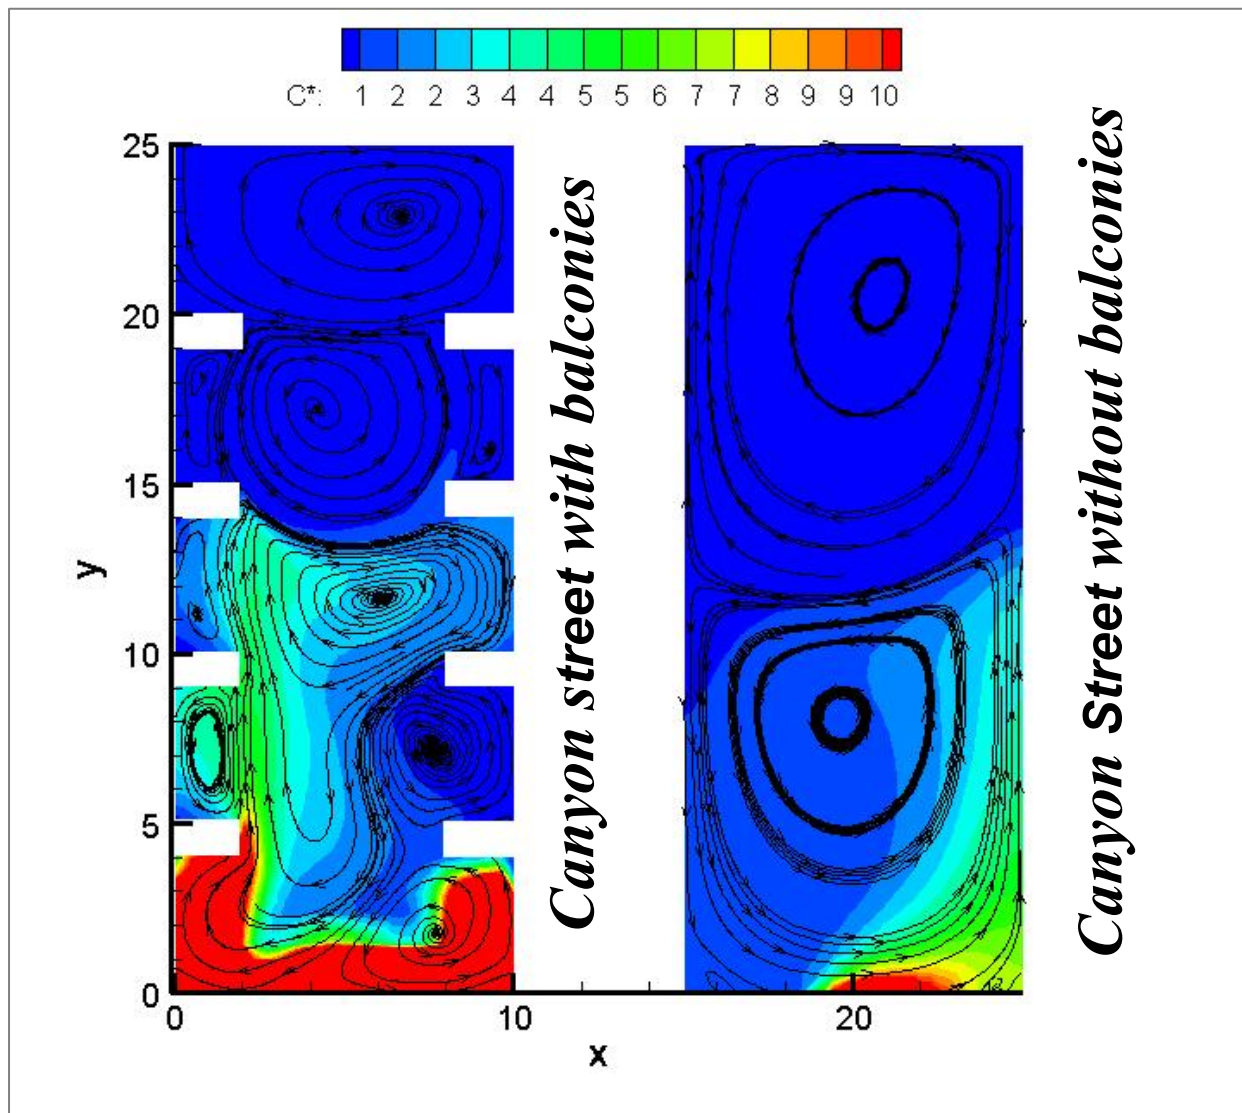 C*: 1 2 2 3 4 4 5 5 6 7 7 8 9 9 10
25
20
15
10
5
0
y
0 10 20
x
Canyon street with balconies
Canyon Street without balconies